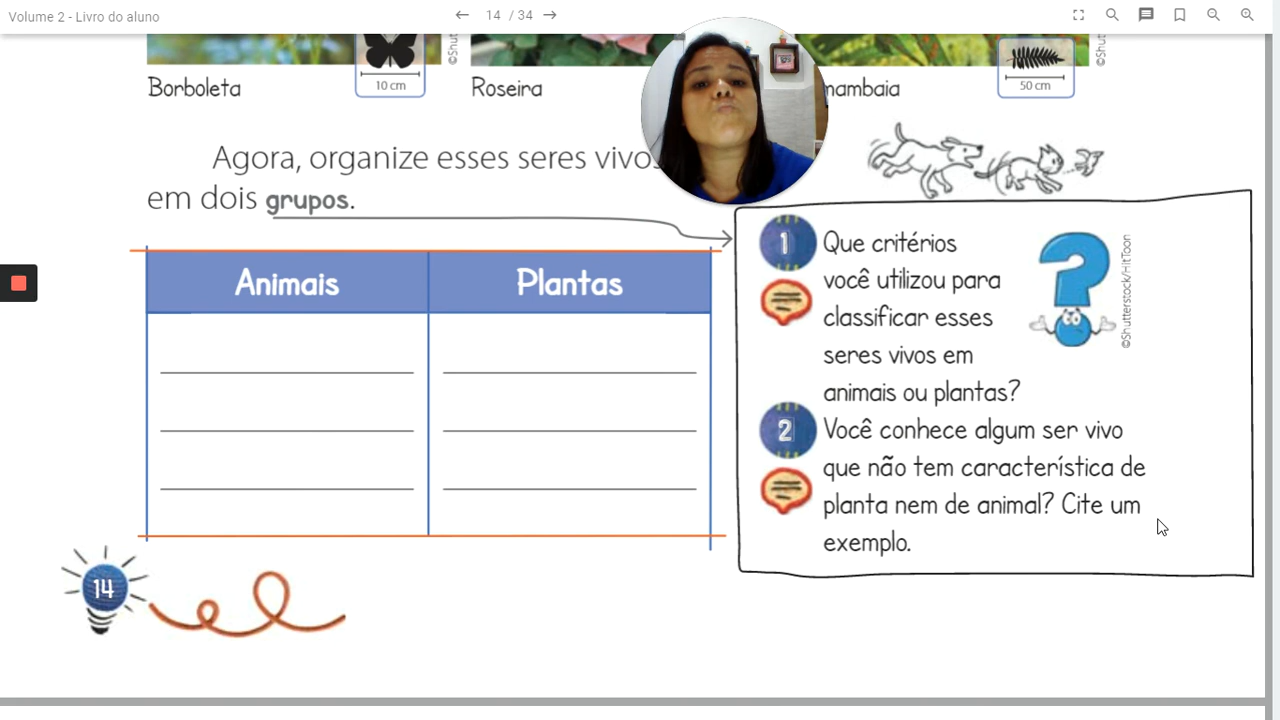 Volume 2 - Livro do aluno
14 / 34
©Shut
©Shutt
10 cm
50 cm
Borboleta
Roseira
mambaia
Agora, organize esses seres vivos
em dois grupos.
Animais
Plantas
1
Que critérios
você utilizou para
classificar esses
seres vivos em
animais ou plantas?
©Shutterstock/HitToon
2
Você conhece algum ser vivo
que não tem característica de
planta nem de animal? Cite um
exemplo.
14